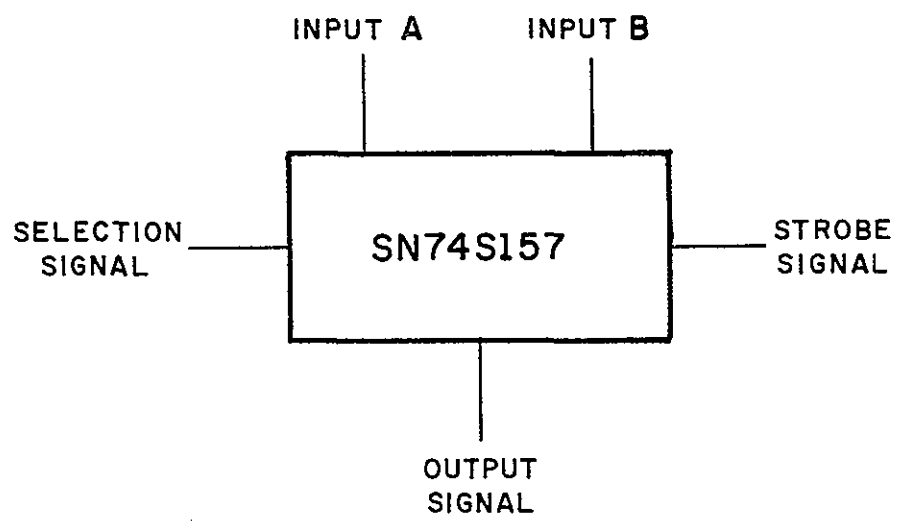 INPUT A
INPUT B
SELECTION
SIGNAL
SN74S157
STROBE
SIGNAL
OUTPUT
SIGNAL